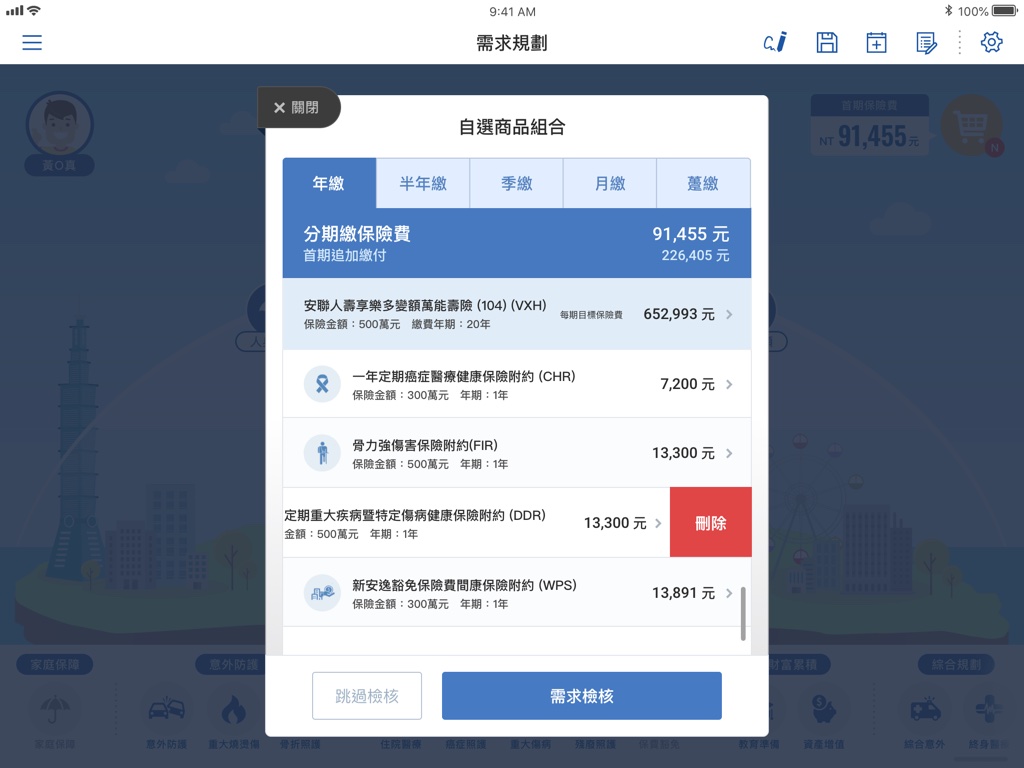 9:41 AM
100%
需求規劃
關閉
自選商品組合
首期保險費
NT 91,455 元
N
黃O真
年繳
半年繳
季繳
月繳
躉繳
分期繳保險費
91,455 元
首期追加繳付
226,405 元
安聯人壽享樂多變額萬能壽險 (104) (VXH)
保險金額：500萬元 繳費年期：20年
每期目標保險費
652,993 元
一年定期癌症醫療健康保險附約 (CHR)
保險金額：300萬元 年期：1年
7,200 元
骨力強傷害保險附約(FIR)
保險金額：500萬元 年期：1年
13,300 元
定期重大疾病暨特定傷病健康保險附約 (DDR)
金額：500萬元 年期：1年
13,300 元
刪除
新安逸豁免保險費間康保險附約 (WPS)
保險金額：300萬元 年期：1年
13,891 元
跳過檢核
需求檢核
家庭保障
意外防護
財富累積
綜合規劃
家庭保障
意外防護
重大燒燙傷
骨折照護
住院醫療
癌症照護
重大傷病
殘廢照護
教育準備
資產增值
綜合意外
終身醫